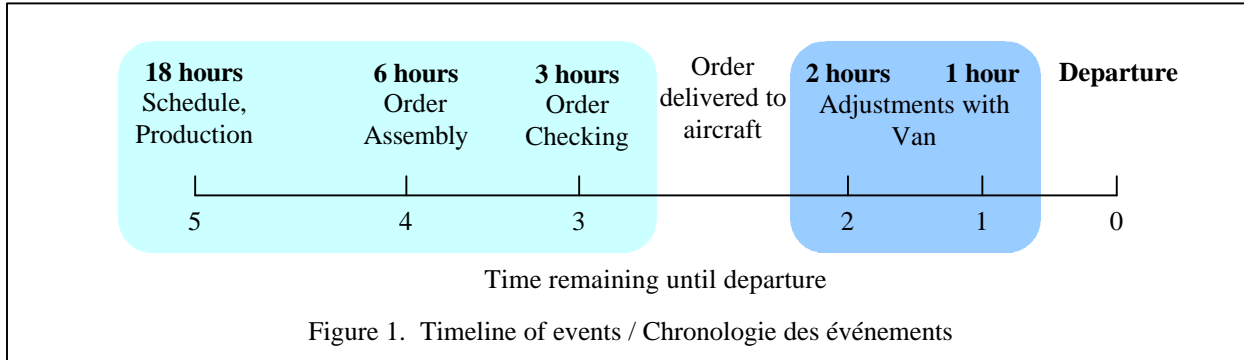 18 hours
Schedule,
Production
6 hours
Order
Assembly
3 hours
Order
Checking
Order
delivered to
aircraft
2 hours 1 hour
Adjustments with
Van
Departure
5 4 3 2 1 0
Time remaining until departure
Figure 1. Timeline of events / Chronologie des événements